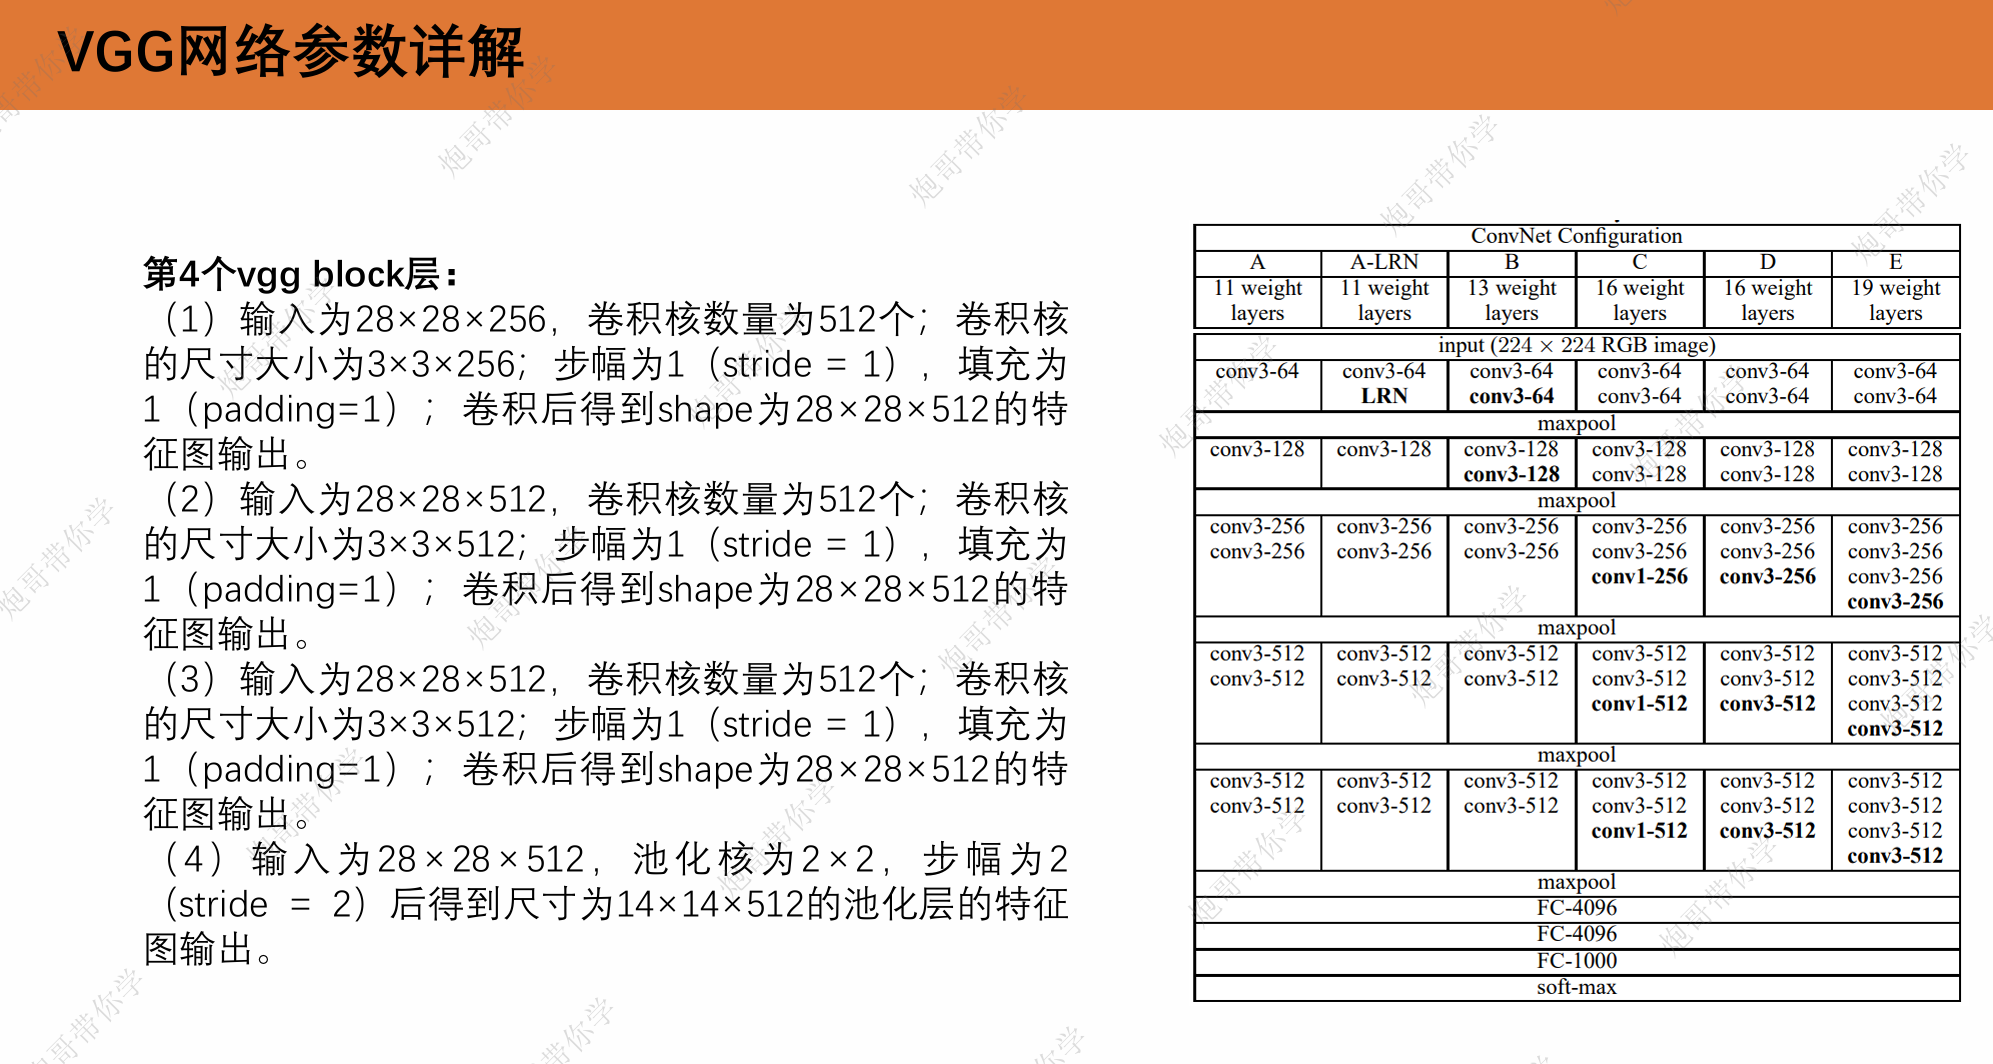 VGG网络参数详解
第4个vgg block层：
（1）输入为28×28×256，卷积核数量为512个；卷积核
的尺寸大小为3×3×256；步幅为1（stride = 1），填充为
1（padding=1）；卷积后得到shape为28×28×512的特
征图输出。
（2）输入为28×28×512，卷积核数量为512个；卷积核
的尺寸大小为3×3×512；步幅为1（stride = 1），填充为
1（padding=1）；卷积后得到shape为28×28×512的特
征图输出。
（3）输入为28×28×512，卷积核数量为512个；卷积核
的尺寸大小为3×3×512；步幅为1（stride = 1），填充为
1（padding=1）；卷积后得到shape为28×28×512的特
征图输出。
（4）输入为28×28×512，池化核为2×2，步幅为2
（stride = 2）后得到尺寸为14×14×512的池化层的特征
图输出。
ConvNet Configuration
A A-LRN B C D E
11 weight 11 weight 13 weight 16 weight 16 weight 19 weight
layers layers layers layers layers layers
input (224 × 224 RGB image)
conv3-64 conv3-64 conv3-64 conv3-64 conv3-64 conv3-64
LRN conv3-64 conv3-64 conv3-64 conv3-64
maxpool
conv3-128 conv3-128 conv3-128 conv3-128 conv3-128 conv3-128
conv3-128 conv3-128 conv3-128 conv3-128
maxpool
conv3-256 conv3-256 conv3-256 conv3-256 conv3-256 conv3-256
conv3-256 conv3-256 conv3-256 conv3-256 conv3-256 conv3-256
conv1-256 conv3-256 conv3-256
conv3-256
maxpool
conv3-512 conv3-512 conv3-512 conv3-512 conv3-512 conv3-512
conv3-512 conv3-512 conv3-512 conv3-512 conv3-512 conv3-512
conv1-512 conv3-512 conv3-512
conv3-512
maxpool
conv3-512 conv3-512 conv3-512 conv3-512 conv3-512 conv3-512
conv3-512 conv3-512 conv3-512 conv3-512 conv3-512 conv3-512
conv1-512 conv3-512 conv3-512
conv3-512
maxpool
FC-4096
FC-4096
FC-1000
soft-max
炮哥带你学